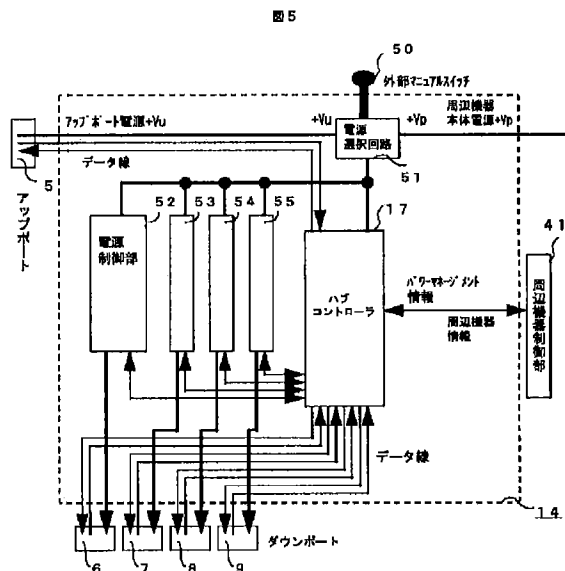 図5
50
外部マニュアルスイッチ
アップポート電源+Vu
+Vu
電源
選択回路
+Vp
周辺機器
本体電源+Vp
51
データ線
5
アップポート
52
53
54
55
17
41
電源
制御部
ハブ
コントローラ
パワーマネージメント
情報
周辺機器
情報
周辺機器制御部
データ線
14
6
7
8
9
ダウンポート